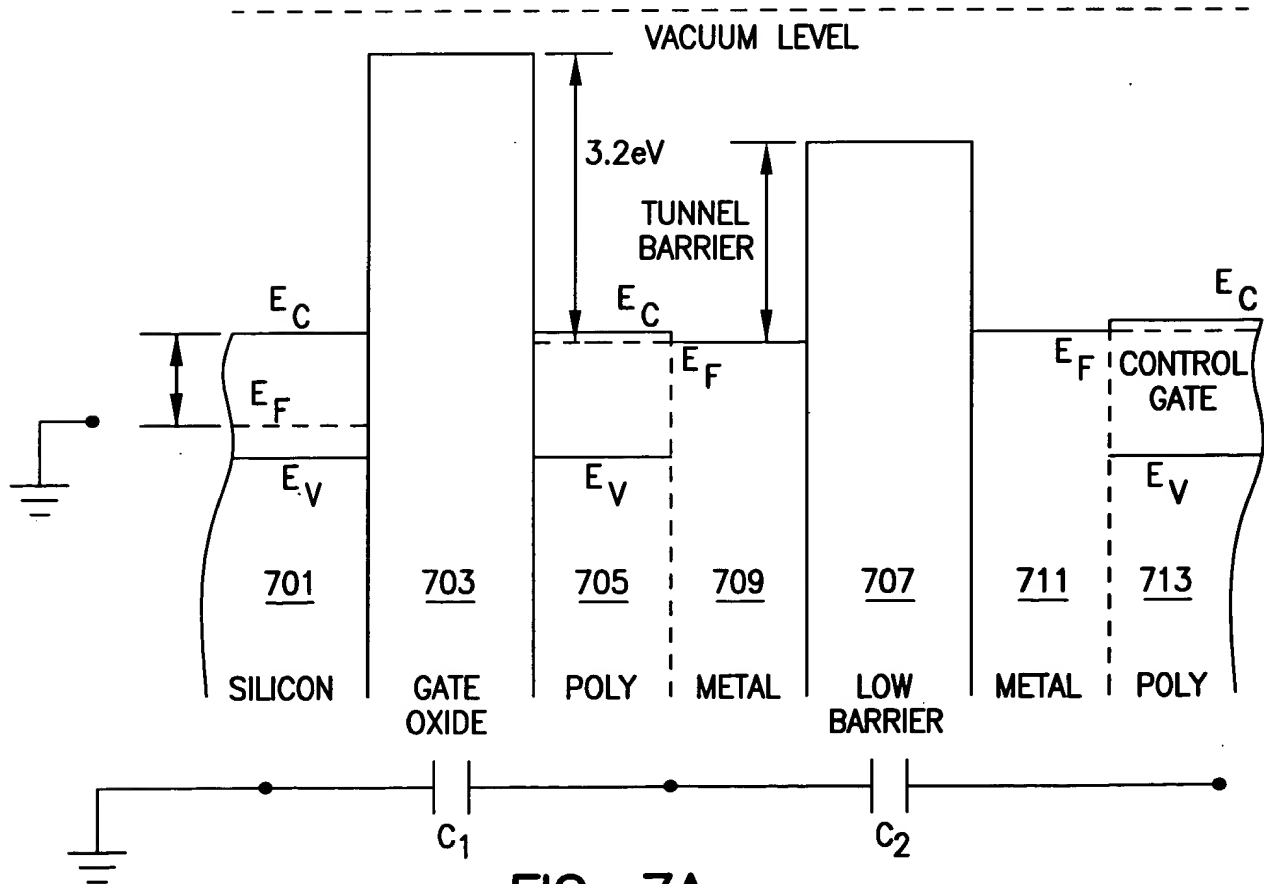 VACUUM LEVEL
3.2eV
TUNNEL
BARRIER
E_C
E_C
E_C
E_F
E_F
E_F
CONTROL
GATE
E_V
E_V
E_V
701
703
705
709
707
711
713
SILICON
GATE
OXIDE
POLY
METAL
LOW
BARRIER
METAL
POLY
C_1
C_2